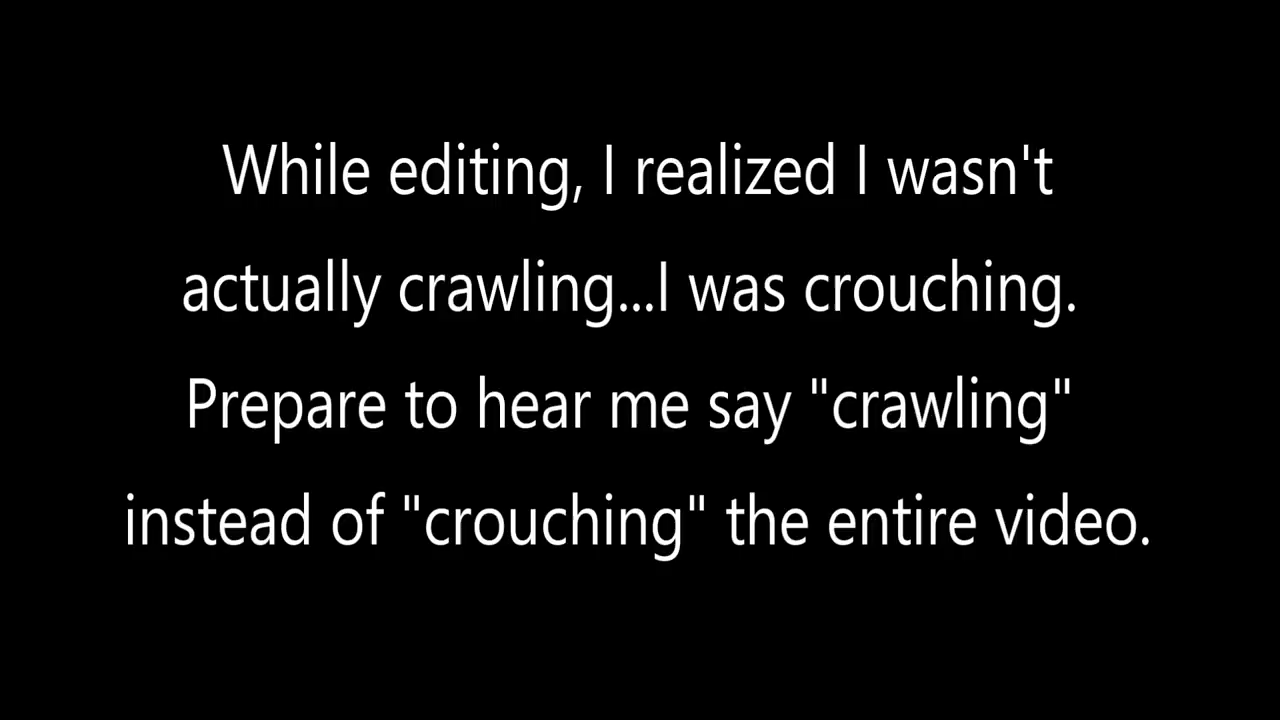 While editing, I realized I wasn't
actually crawling...I was crouching.
Prepare to hear me say "crawling"
instead of "crouching" the entire video.